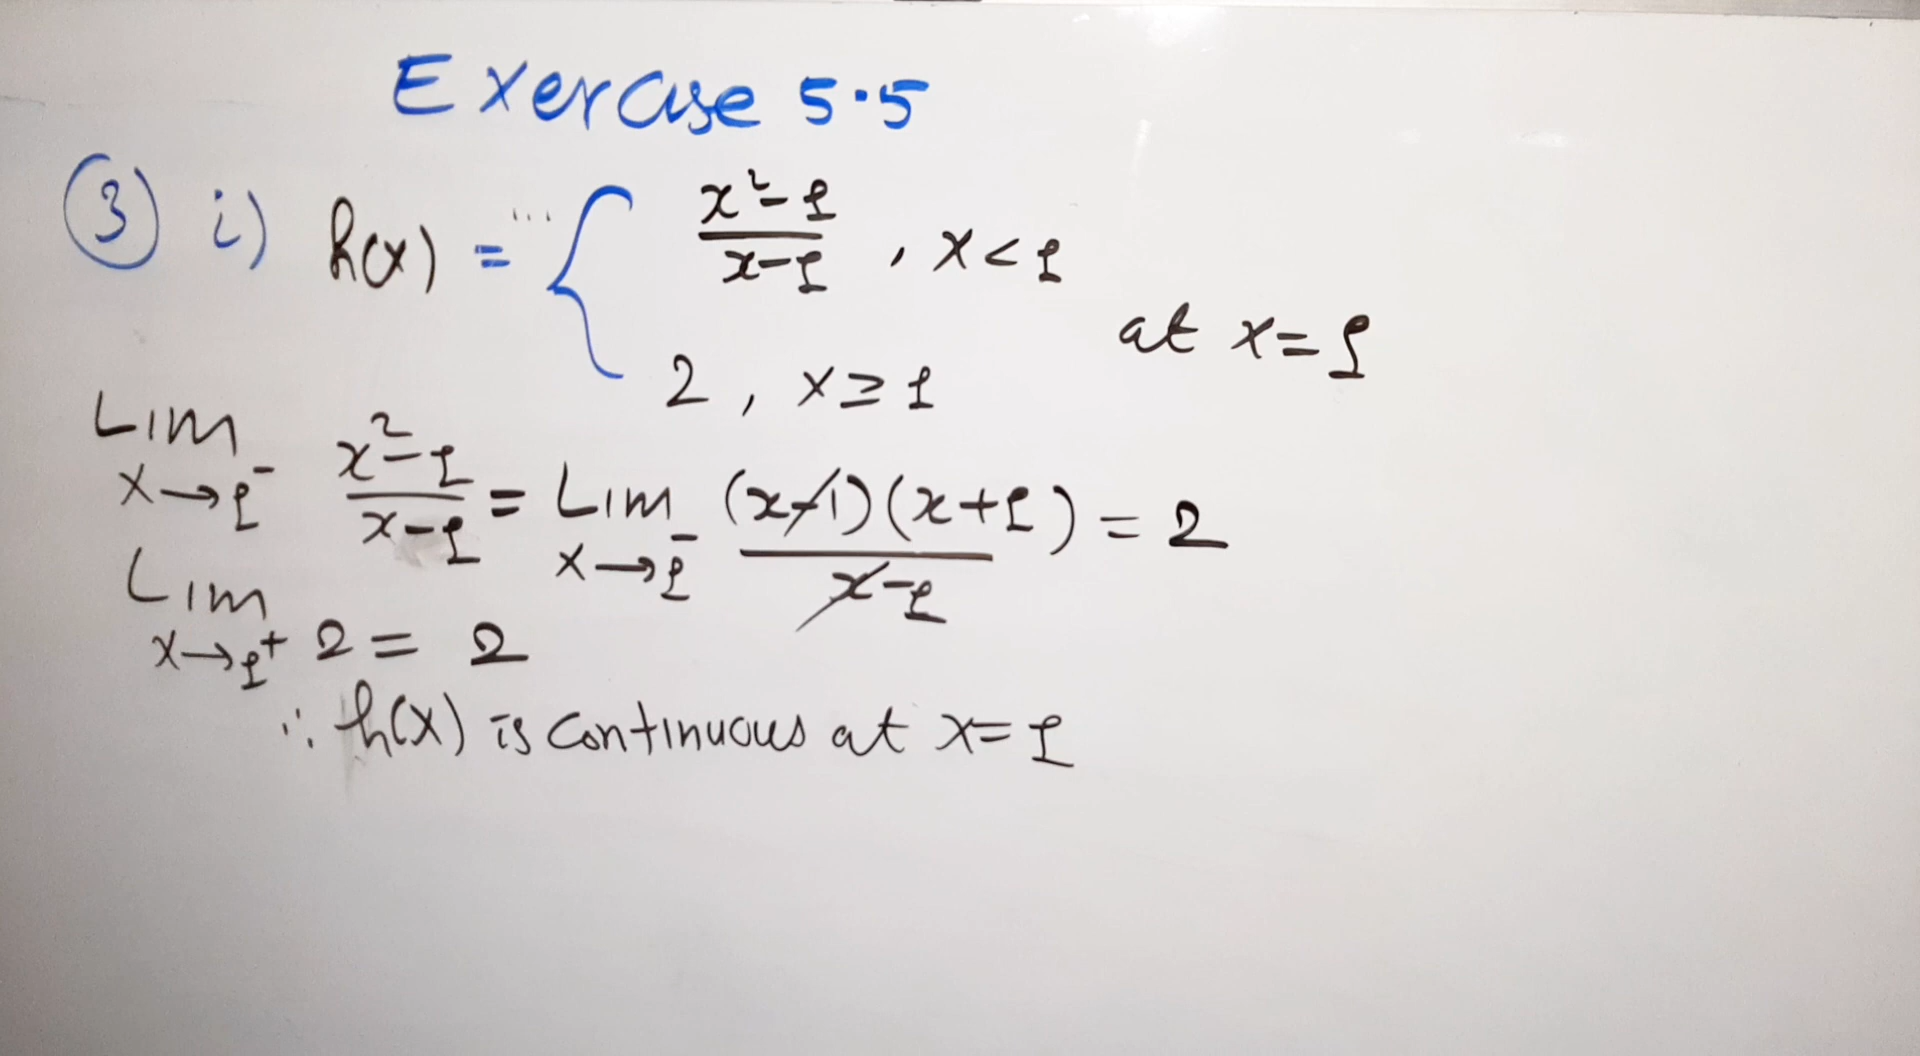 Exercise 5.5
③ i) h(x) = { (x²-1)/(x-1) , x<1
2 , x≥1
at x=1
Lim x→1⁻ (x²-1)/(x-1) = Lim x→1⁻ (x-1)(x+1)/(x-1) = 2
Lim x→1⁺ 2 = 2
∴ h(x) is continuous at x=1